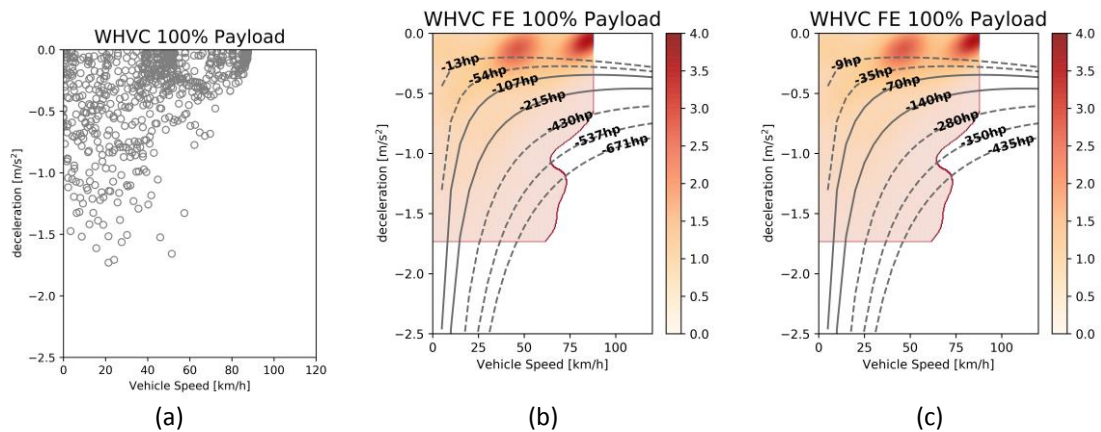 WHVC 100% Payload
0.0
−0.5
−1.0
−1.5
−2.0
−2.5
deceleration [m/s²]
0 20 40 60 80 100 120
Vehicle Speed [km/h]
(a)
WHVC FE 100% Payload
0.0
−0.5
−1.0
−1.5
−2.0
−2.5
deceleration [m/s²]
-13hp
-54hp
-107hp
-215hp
-430hp
-537hp
-671hp
0 25 50 75 100
Vehicle Speed [km/h]
4.0
3.5
3.0
2.5
2.0
1.5
1.0
0.5
0.0
(b)
WHVC FE 100% Payload
0.0
−0.5
−1.0
−1.5
−2.0
−2.5
deceleration [m/s²]
-9hp
-35hp
-70hp
-140hp
-280hp
-350hp
-435hp
0 25 50 75 100
Vehicle Speed [km/h]
4.0
3.5
3.0
2.5
2.0
1.5
1.0
0.5
0.0
(c)